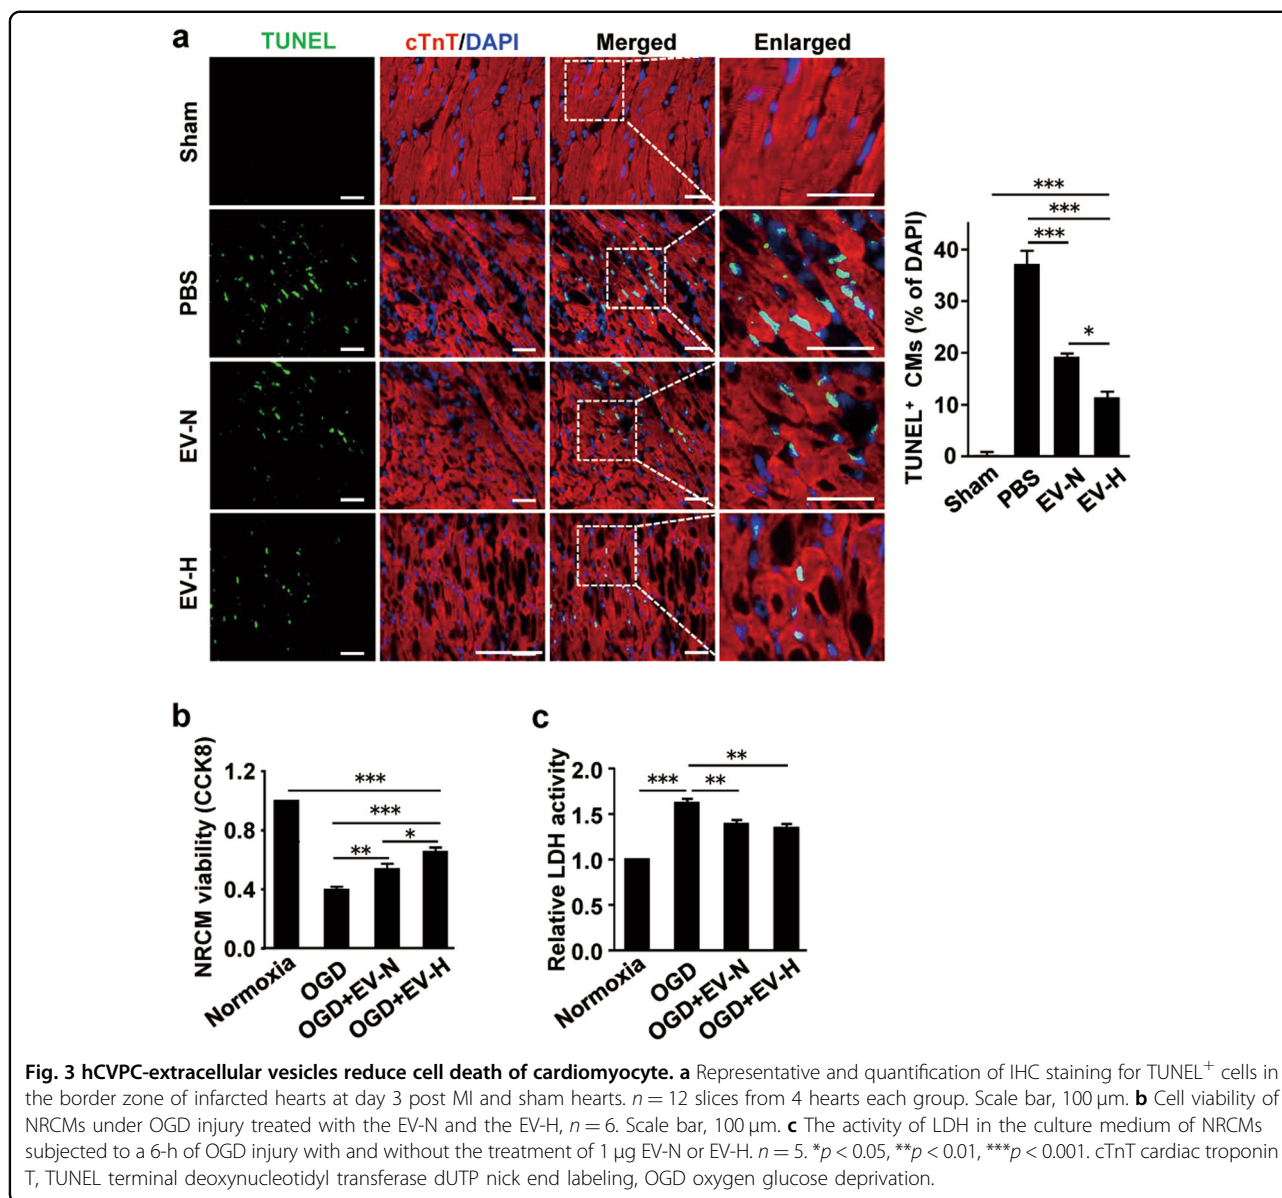 a
TUNEL cTnT/DAPI Merged Enlarged
Sham
PBS
EV-N
EV-H
TUNEL⁺ CMs (% of DAPI)
***
***
***
*
40
30
20
10
0
Sham PBS EV-N EV-H
b
NRCM viability (CCK8)
1.2
0.8
0.4
0.0
***
***
*
**
Normoxia OGD OGD+EV-N OGD+EV-H
c
Relative LDH activity
2.0
1.5
1.0
0.5
0.0
**
*** **
Normoxia OGD OGD+EV-N OGD+EV-H
Fig. 3 hCVPC-extracellular vesicles reduce cell death of cardiomyocyte. a Representative and quantification of IHC staining for TUNEL⁺ cells in
the border zone of infarcted hearts at day 3 post MI and sham hearts. n = 12 slices from 4 hearts each group. Scale bar, 100 μm. b Cell viability of
NRCMs under OGD injury treated with the EV-N and the EV-H, n = 6. Scale bar, 100 μm. c The activity of LDH in the culture medium of NRCMs
subjected to a 6-h of OGD injury with and without the treatment of 1 μg EV-N or EV-H. n = 5. *p < 0.05, **p < 0.01, ***p < 0.001. cTnT cardiac troponin
T, TUNEL terminal deoxynucleotidyl transferase dUTP nick end labeling, OGD oxygen glucose deprivation.